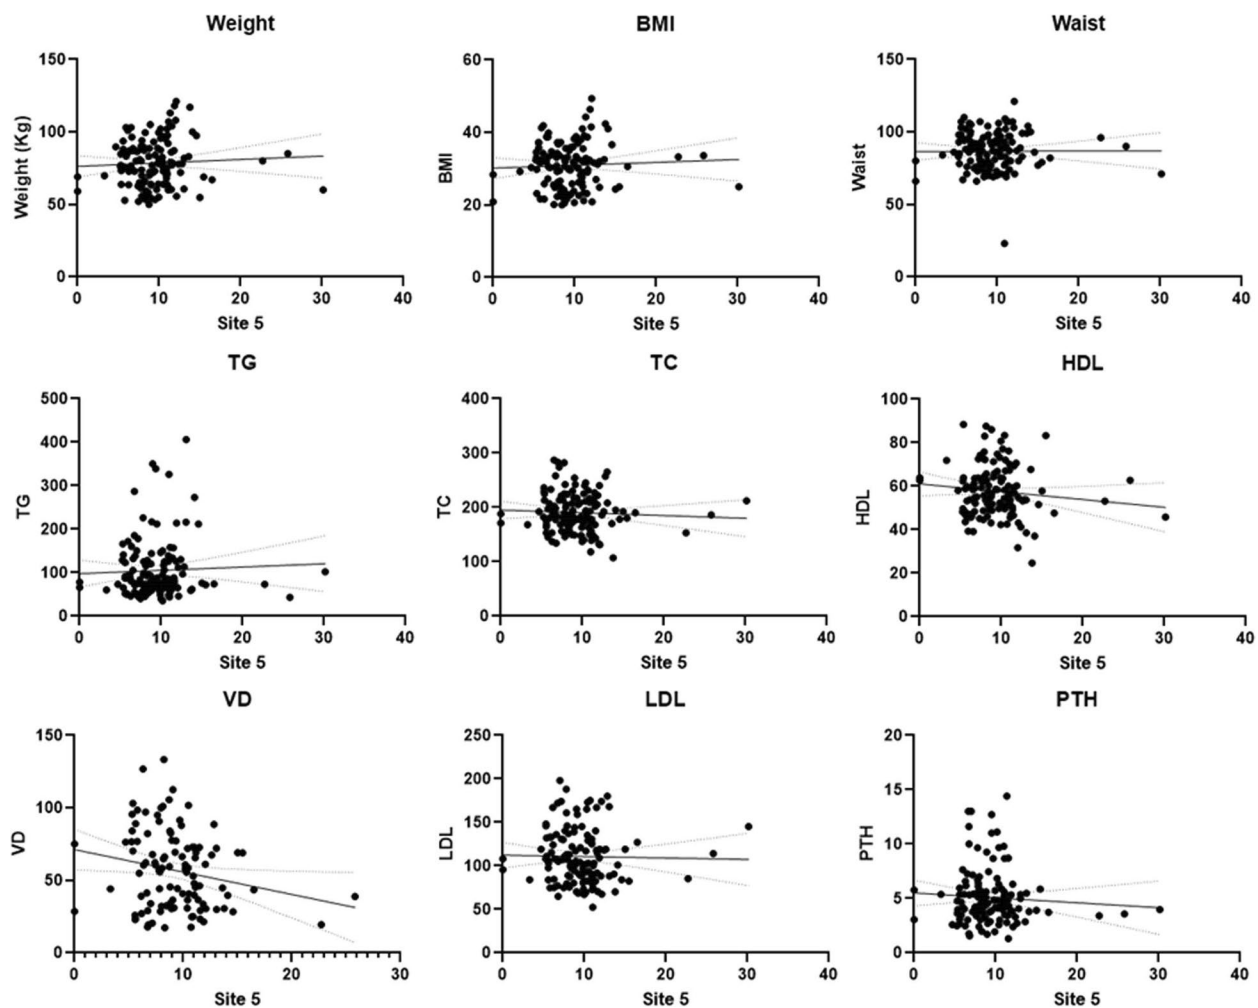 Weight
BMI
Waist
150
100
50
0
Weight (Kg)
0 10 20 30 40
Site 5
60
40
20
0
BMI
0 10 20 30 40
Site 5
150
100
50
0
Waist
0 10 20 30 40
Site 5
TG
TC
HDL
500
400
300
200
100
0
TG
0 10 20 30 40
Site 5
400
300
200
100
0
TC
0 10 20 30 40
Site 5
100
80
60
40
20
0
HDL
0 10 20 30 40
Site 5
VD
LDL
PTH
150
100
50
0
VD
0 10 20 30
Site 5
250
200
150
100
50
0
LDL
0 10 20 30 40
Site 5
20
15
10
5
0
PTH
0 10 20 30 40
Site 5